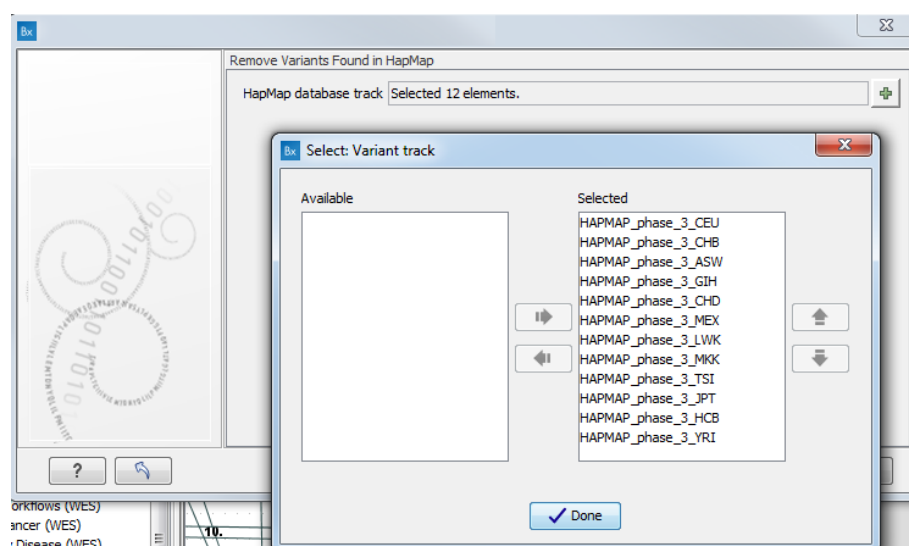 Bx
Remove Variants Found in HapMap
HapMap database track Selected 12 elements.
Bx Select: Variant track
Available
Selected
HAPMAP_phase_3_CEU
HAPMAP_phase_3_CHB
HAPMAP_phase_3_ASW
HAPMAP_phase_3_GIH
HAPMAP_phase_3_CHD
HAPMAP_phase_3_MEX
HAPMAP_phase_3_LWK
HAPMAP_phase_3_MKK
HAPMAP_phase_3_TSI
HAPMAP_phase_3_JPT
HAPMAP_phase_3_HCB
HAPMAP_phase_3_YRI
?
Done
orkflows (WES)
ancer (WES)
Disease (WES)
10.